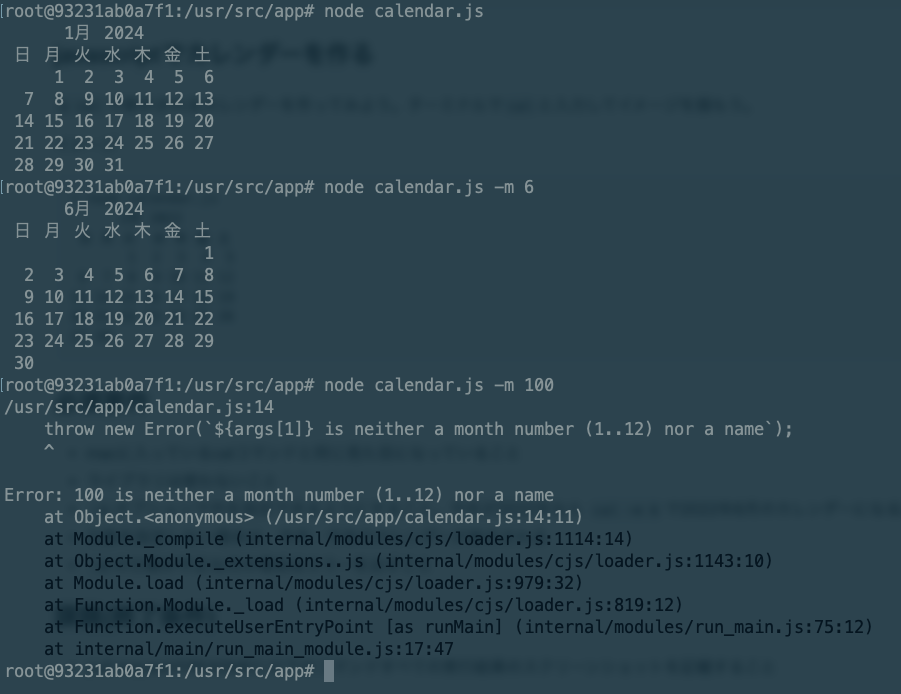 [root@93231ab0a7f1:/usr/src/app# node calendar.js
      1月 2024
 日 月 火 水 木 金 土
     1  2  3  4  5  6
  7  8  9 10 11 12 13
 14 15 16 17 18 19 20
 21 22 23 24 25 26 27
 28 29 30 31
[root@93231ab0a7f1:/usr/src/app# node calendar.js -m 6
      6月 2024
 日 月 火 水 木 金 土
                    1
  2  3  4  5  6  7  8
  9 10 11 12 13 14 15
 16 17 18 19 20 21 22
 23 24 25 26 27 28 29
 30
[root@93231ab0a7f1:/usr/src/app# node calendar.js -m 100
/usr/src/app/calendar.js:14
    throw new Error(`${args[1]} is neither a month number (1..12) nor a name`);
    ^
Error: 100 is neither a month number (1..12) nor a name
    at Object.<anonymous> (/usr/src/app/calendar.js:14:11)
    at Module._compile (internal/modules/cjs/loader.js:1114:14)
    at Object.Module._extensions..js (internal/modules/cjs/loader.js:1143:10)
    at Module.load (internal/modules/cjs/loader.js:979:32)
    at Function.Module._load (internal/modules/cjs/loader.js:819:12)
    at Function.executeUserEntryPoint [as runMain] (internal/modules/run_main.js:75:12)
    at internal/main/run_main_module.js:17:47
root@93231ab0a7f1:/usr/src/app#